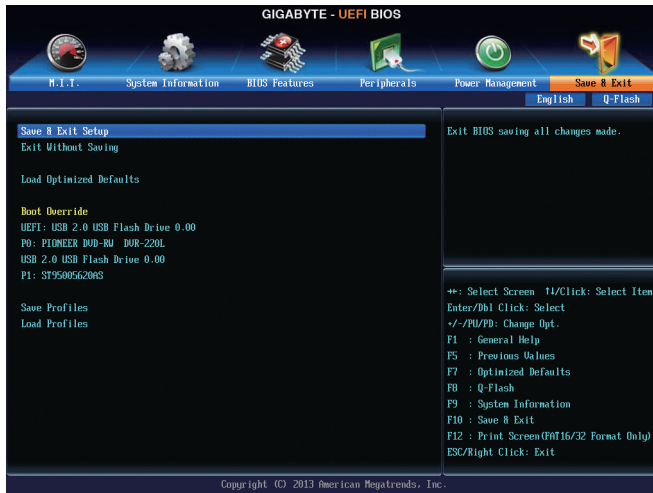 GIGABYTE - UEFI BIOS
M.I.T.
System Information
BIOS Features
Peripherals
Power Management
Save & Exit
English
Q-Flash
Save & Exit Setup
Exit Without Saving
Load Optimized Defaults
Boot Override
UEFI: USB 2.0 USB Flash Drive 0.00
P0: PIONEER DVD-RW DVR-220L
USB 2.0 USB Flash Drive 0.00
P1: ST95005620AS
Save Profiles
Load Profiles
Exit BIOS saving all changes made.
→←: Select Screen ↑↓/Click: Select Item
Enter/Dbl Click: Select
+/-/PU/PD: Change Opt.
F1 : General Help
F5 : Previous Values
F7 : Optimized Defaults
F8 : Q-Flash
F9 : System Information
F10 : Save & Exit
F12 : Print Screen(FAT16/32 Format Only)
ESC/Right Click: Exit
Copyright (C) 2013 American Megatrends, Inc.